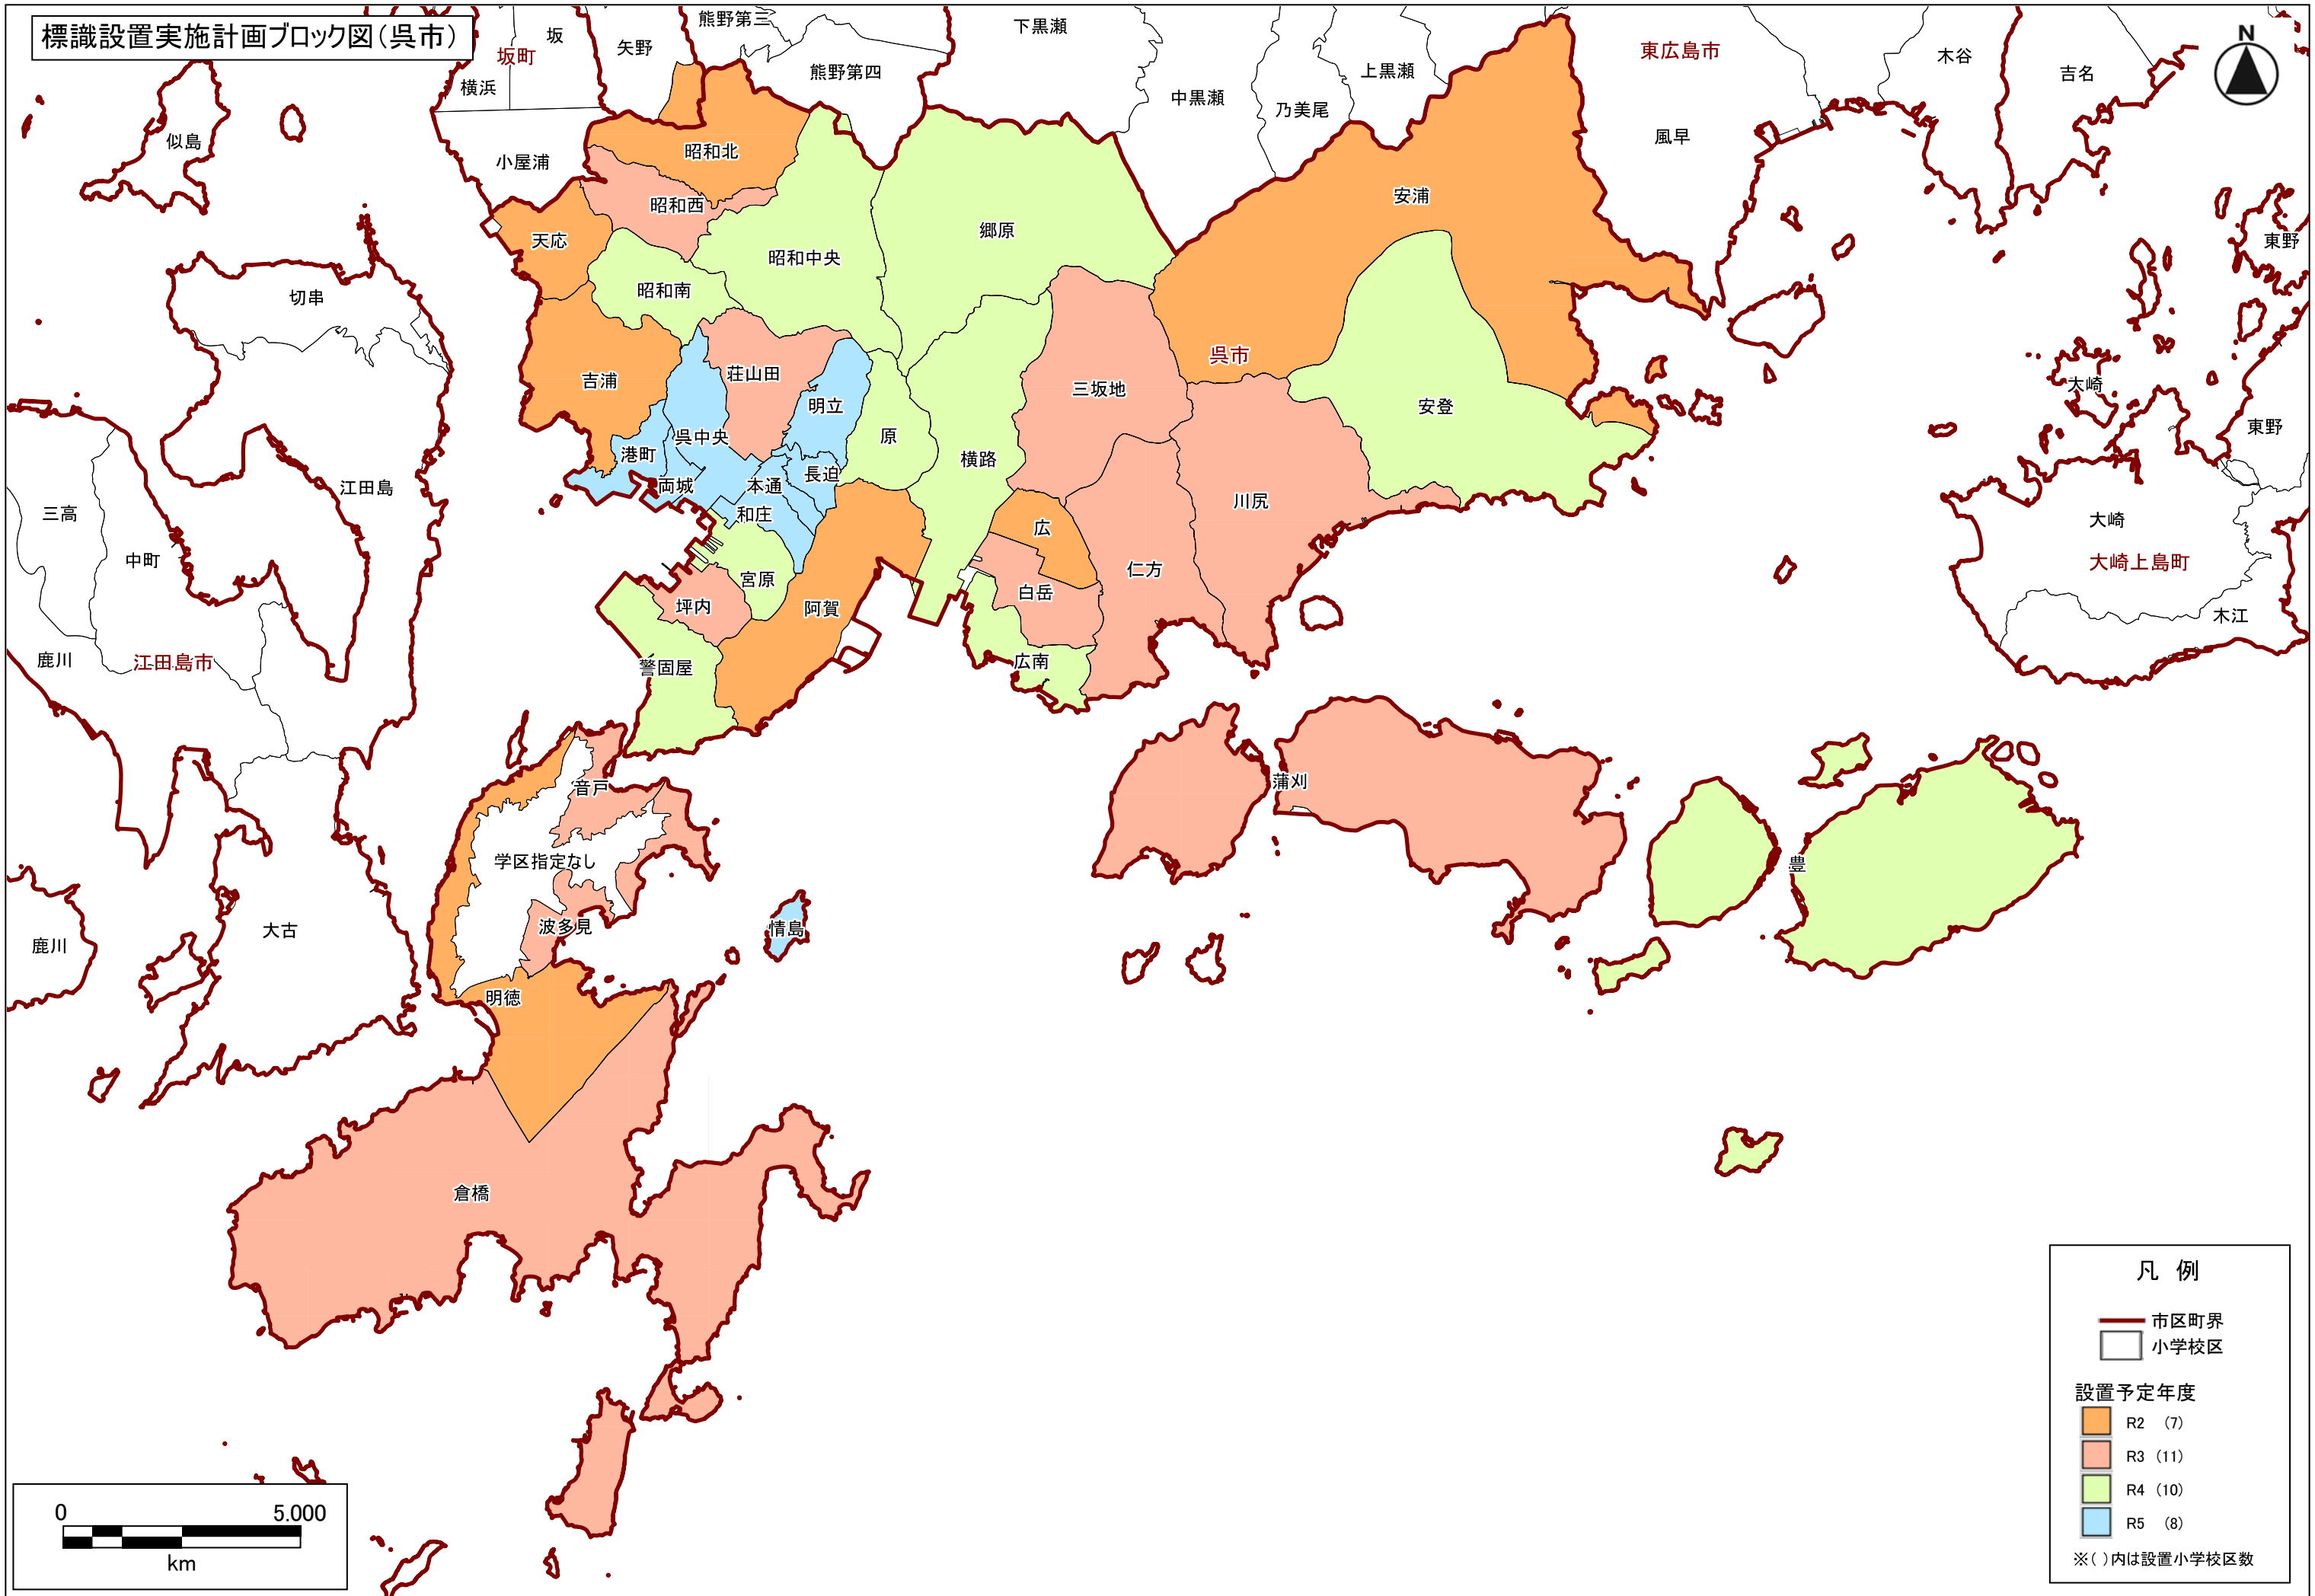 標識設置実施計画ブロック図(呉市)
熊野第三
下黒瀬
坂
矢野
坂町
横浜
熊野第四
上黒瀬
東広島市
木谷
吉名
N
中黒瀬
乃美尾
風早
似島
小屋浦
昭和北
昭和西
安浦
天応
昭和中央
郷原
東野
切串
昭和南
呉市
吉浦
荘山田
三坂地
大崎
明立
安登
原
呉中央
東野
港町
横路
長迫
両城
本通
江田島
川尻
三高
和庄
広
大崎
中町
大崎上島町
仁方
宮原
白岳
坪内
阿賀
木江
鹿川
江田島市
警固屋
広南
音戸
蒲刈
学区指定なし
豊
波多見
情島
大古
鹿川
明徳
倉橋
凡 例
市区町界
小学校区
設置予定年度
R2 (7)
R3 (11)
R4 (10)
R5 (8)
※( )内は設置小学校区数
0 5.000
km